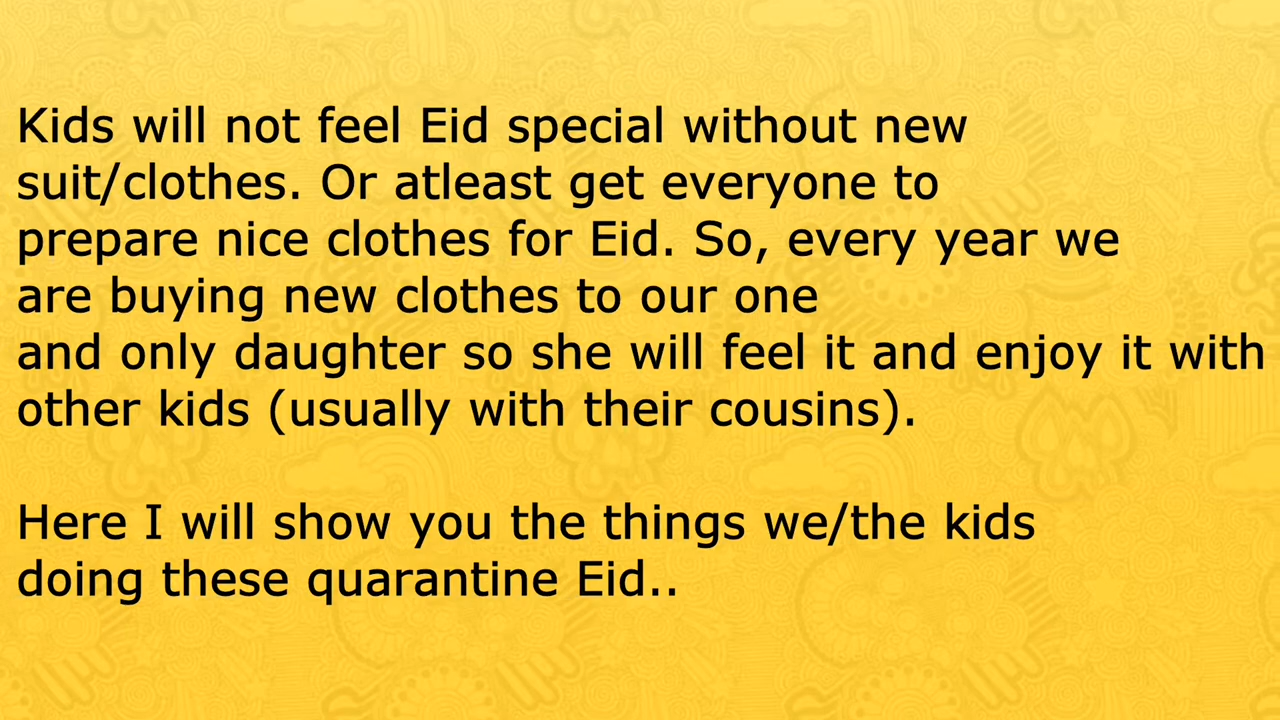 Kids will not feel Eid special without new
suit/clothes. Or atleast get everyone to
prepare nice clothes for Eid. So, every year we
are buying new clothes to our one
and only daughter so she will feel it and enjoy it with
other kids (usually with their cousins).
Here I will show you the things we/the kids
doing these quarantine Eid..